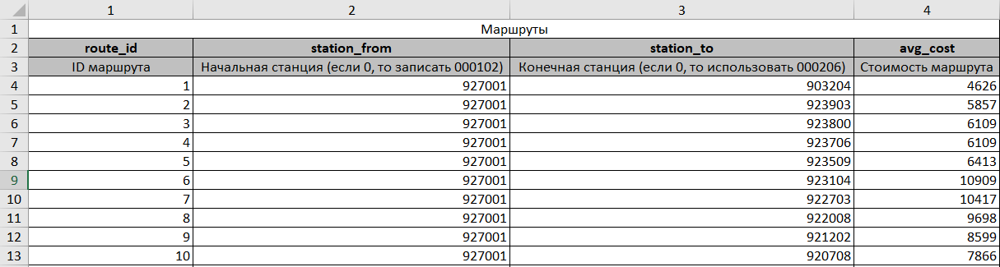 1 2 3 4
1 Маршруты
2 route_id station_from station_to avg_cost
3 ID маршрута Начальная станция (если 0, то записать 000102) Конечная станция (если 0, то использовать 000206) Стоимость маршрута
4 1 927001 903204 4626
5 2 927001 923903 5857
6 3 927001 923800 6109
7 4 927001 923706 6109
8 5 927001 923509 6413
9 6 927001 923104 10909
10 7 927001 922703 10417
11 8 927001 922008 9698
12 9 927001 921202 8599
13 10 927001 920708 7866